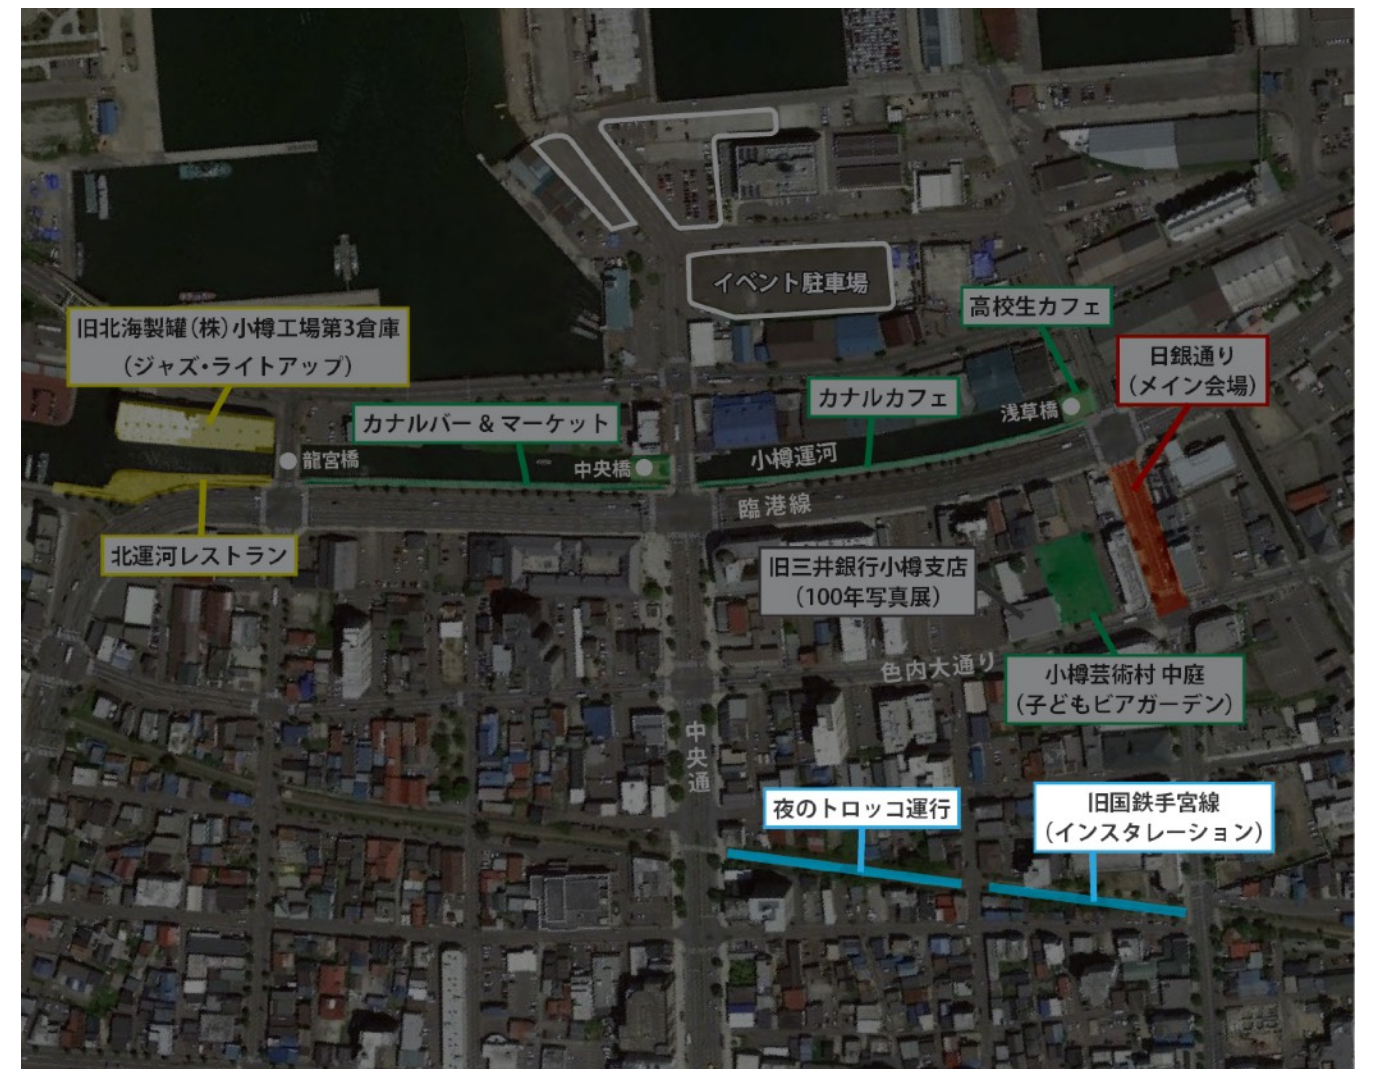 イベント駐車場
高校生カフェ
旧北海製罐(株)小樽工場第3倉庫
(ジャズ・ライトアップ)
日銀通り
(メイン会場)
カナルカフェ
カナルバー & マーケット
浅草橋
龍宮橋
中央橋
小樽運河
臨港線
北運河レストラン
旧三井銀行小樽支店
(100年写真展)
色内大通り
小樽芸術村 中庭
(子どもビアガーデン)
中央通
夜のトロッコ運行
旧国鉄手宮線
(インスタレーション)